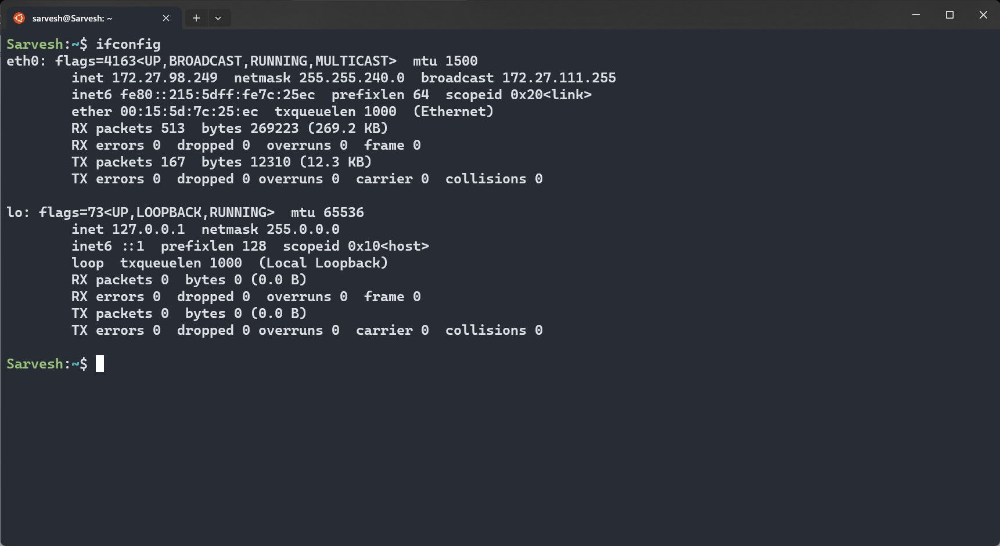 sarvesh@Sarvesh: ~
Sarvesh:~$ ifconfig
eth0: flags=4163<UP,BROADCAST,RUNNING,MULTICAST>  mtu 1500
        inet 172.27.98.249  netmask 255.255.240.0  broadcast 172.27.111.255
        inet6 fe80::215:5dff:fe7c:25ec  prefixlen 64  scopeid 0x20<link>
        ether 00:15:5d:7c:25:ec  txqueuelen 1000  (Ethernet)
        RX packets 513  bytes 269223 (269.2 KB)
        RX errors 0  dropped 0  overruns 0  frame 0
        TX packets 167  bytes 12310 (12.3 KB)
        TX errors 0  dropped 0 overruns 0  carrier 0  collisions 0

lo: flags=73<UP,LOOPBACK,RUNNING>  mtu 65536
        inet 127.0.0.1  netmask 255.0.0.0
        inet6 ::1  prefixlen 128  scopeid 0x10<host>
        loop  txqueuelen 1000  (Local Loopback)
        RX packets 0  bytes 0 (0.0 B)
        RX errors 0  dropped 0  overruns 0  frame 0
        TX packets 0  bytes 0 (0.0 B)
        TX errors 0  dropped 0 overruns 0  carrier 0  collisions 0

Sarvesh:~$